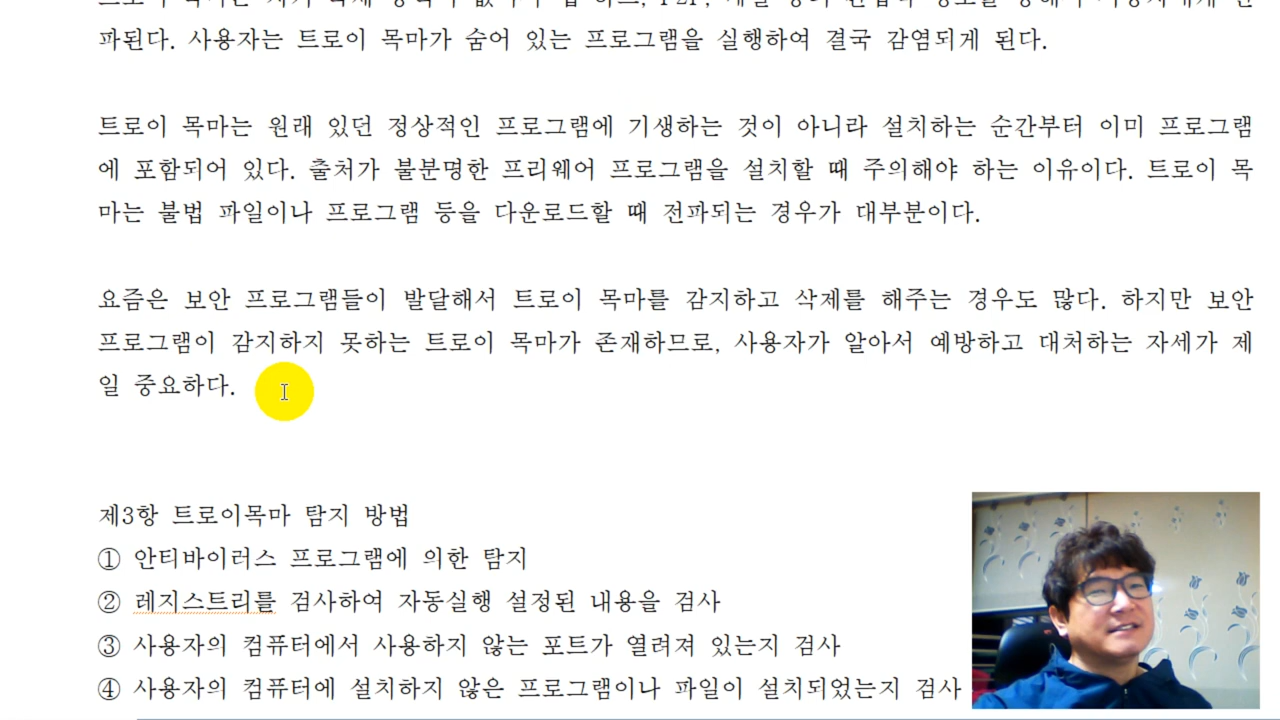 파된다. 사용자는 트로이 목마가 숨어 있는 프로그램을 실행하여 결국 감염되게 된다.
트로이 목마는 원래 있던 정상적인 프로그램에 기생하는 것이 아니라 설치하는 순간부터 이미 프로그램
에 포함되어 있다. 출처가 불분명한 프리웨어 프로그램을 설치할 때 주의해야 하는 이유이다. 트로이 목
마는 불법 파일이나 프로그램 등을 다운로드할 때 전파되는 경우가 대부분이다.
요즘은 보안 프로그램들이 발달해서 트로이 목마를 감지하고 삭제를 해주는 경우도 많다. 하지만 보안
프로그램이 감지하지 못하는 트로이 목마가 존재하므로, 사용자가 알아서 예방하고 대처하는 자세가 제
일 중요하다.
제3항 트로이목마 탐지 방법
① 안티바이러스 프로그램에 의한 탐지
② 레지스트리를 검사하여 자동실행 설정된 내용을 검사
③ 사용자의 컴퓨터에서 사용하지 않는 포트가 열려져 있는지 검사
④ 사용자의 컴퓨터에 설치하지 않은 프로그램이나 파일이 설치되었는지 검사